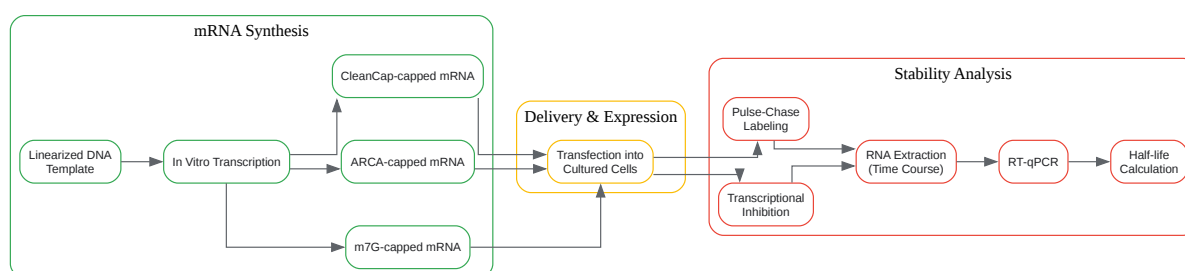 mRNA Synthesis
Linearized DNA
Template
In Vitro Transcription
CleanCap-capped mRNA
ARCA-capped mRNA
m7G-capped mRNA
Delivery & Expression
Transfection into
Cultured Cells
Stability Analysis
Pulse-Chase
Labeling
Transcriptional
Inhibition
RNA Extraction
(Time Course)
RT-qPCR
Half-life
Calculation